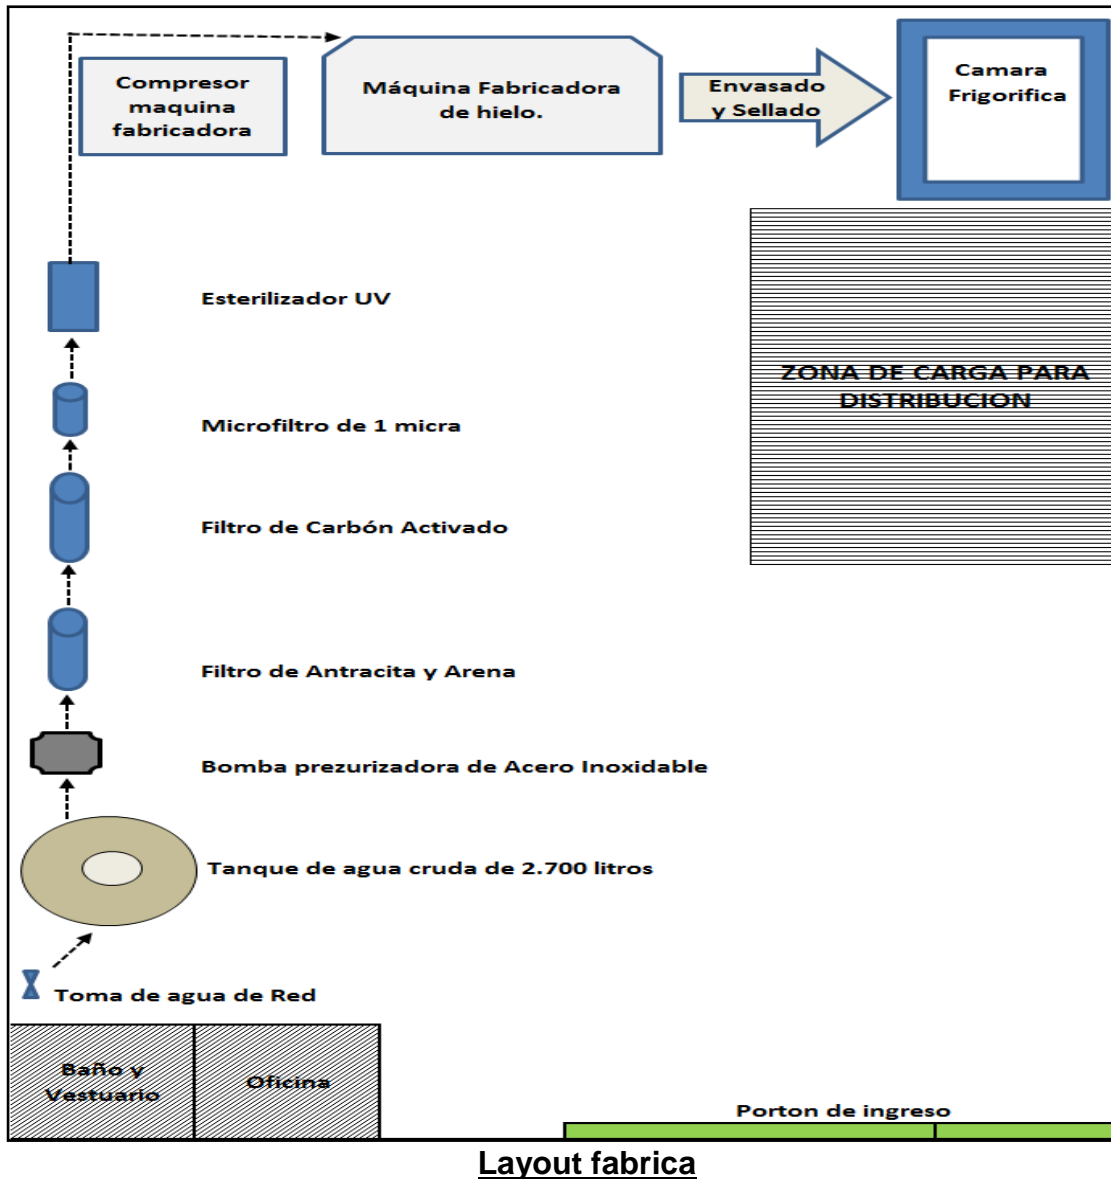 Compresor
maquina
fabricadora
Máquina Fabricadora
de hielo.
Envasado
y Sellado
Camara
Frigorifica
Esterilizador UV
ZONA DE CARGA PARA
DISTRIBUCION
Microfiltro de 1 micra
Filtro de Carbón Activado
Filtro de Antracita y Arena
Bomba prezurizadora de Acero Inoxidable
Tanque de agua cruda de 2.700 litros
Toma de agua de Red
Baño y
Vestuario
Oficina
Porton de ingreso
Layout fabrica